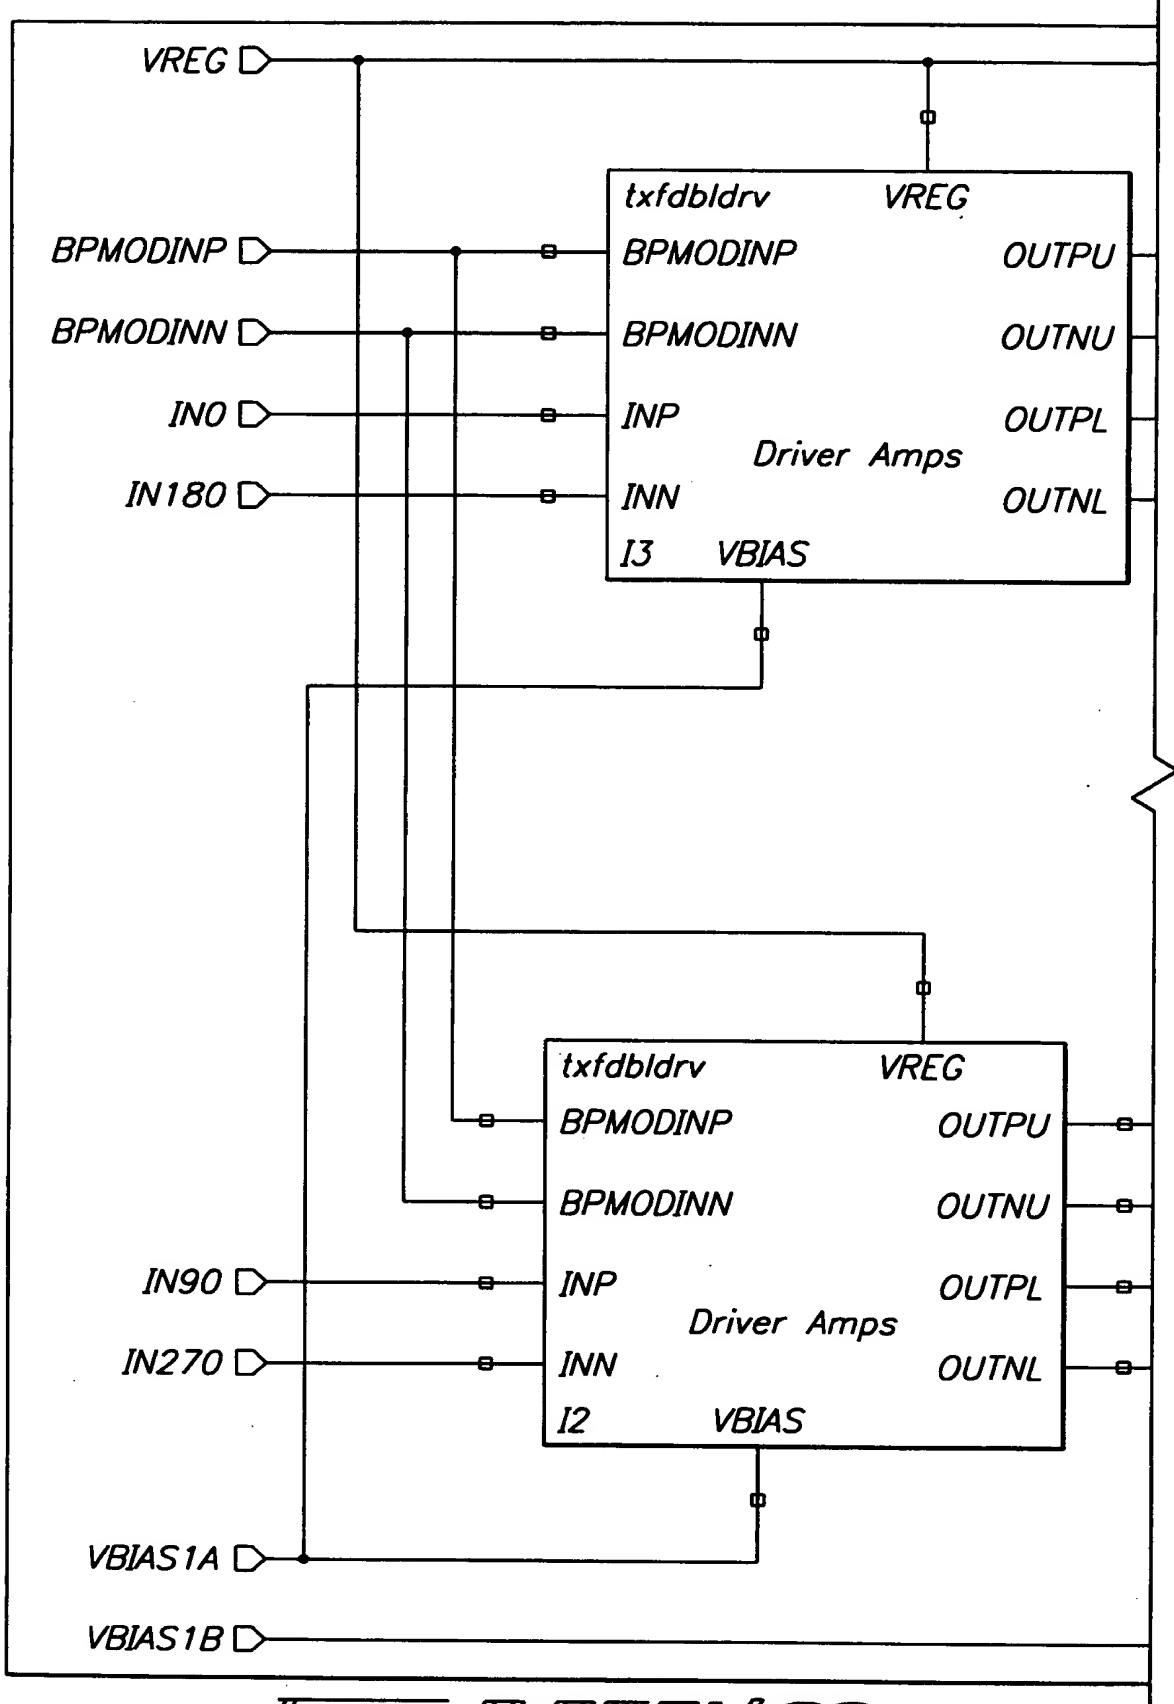 VREG
txfdbldrv VREG
BPMODINP BPMODINP OUTPU
BPMODINN BPMODINN OUTNU
IN0 INP OUTPL
Driver Amps
IN180 INN OUTNL
I3 VBIAS
txfdbldrv VREG
BPMODINP OUTPU
BPMODINN OUTNU
IN90 INP OUTPL
Driver Amps
IN270 INN OUTNL
I2 VBIAS
VBIAS1A
VBIAS1B